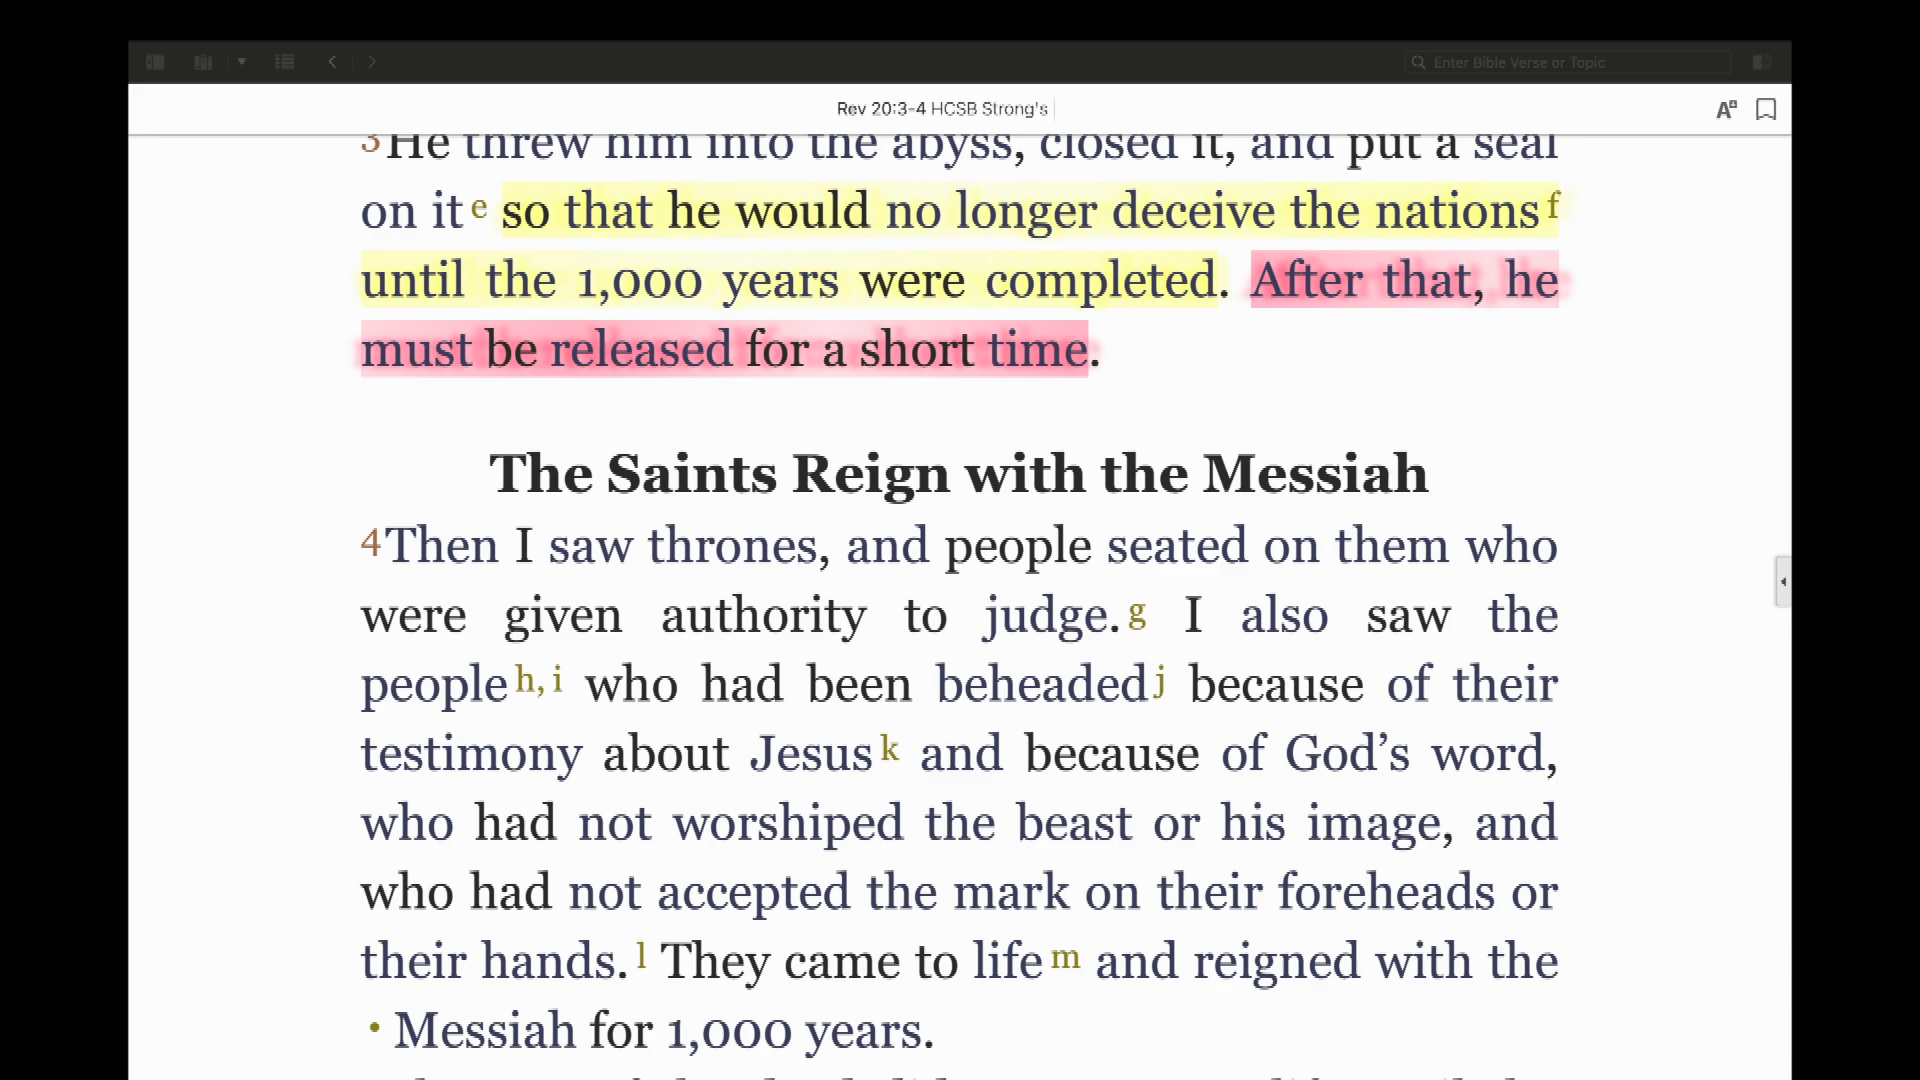 Enter Bible Verse or Topic
Rev 20:3-4 HCSB Strong's
3He threw him into the abyss, closed it, and put a seal
on it e so that he would no longer deceive the nations f
until the 1,000 years were completed. After that, he
must be released for a short time.
The Saints Reign with the Messiah
4Then I saw thrones, and people seated on them who
were given authority to judge. g I also saw the
people h, i who had been beheaded j because of their
testimony about Jesus k and because of God’s word,
who had not worshiped the beast or his image, and
who had not accepted the mark on their foreheads or
their hands. l They came to life m and reigned with the
• Messiah for 1,000 years.